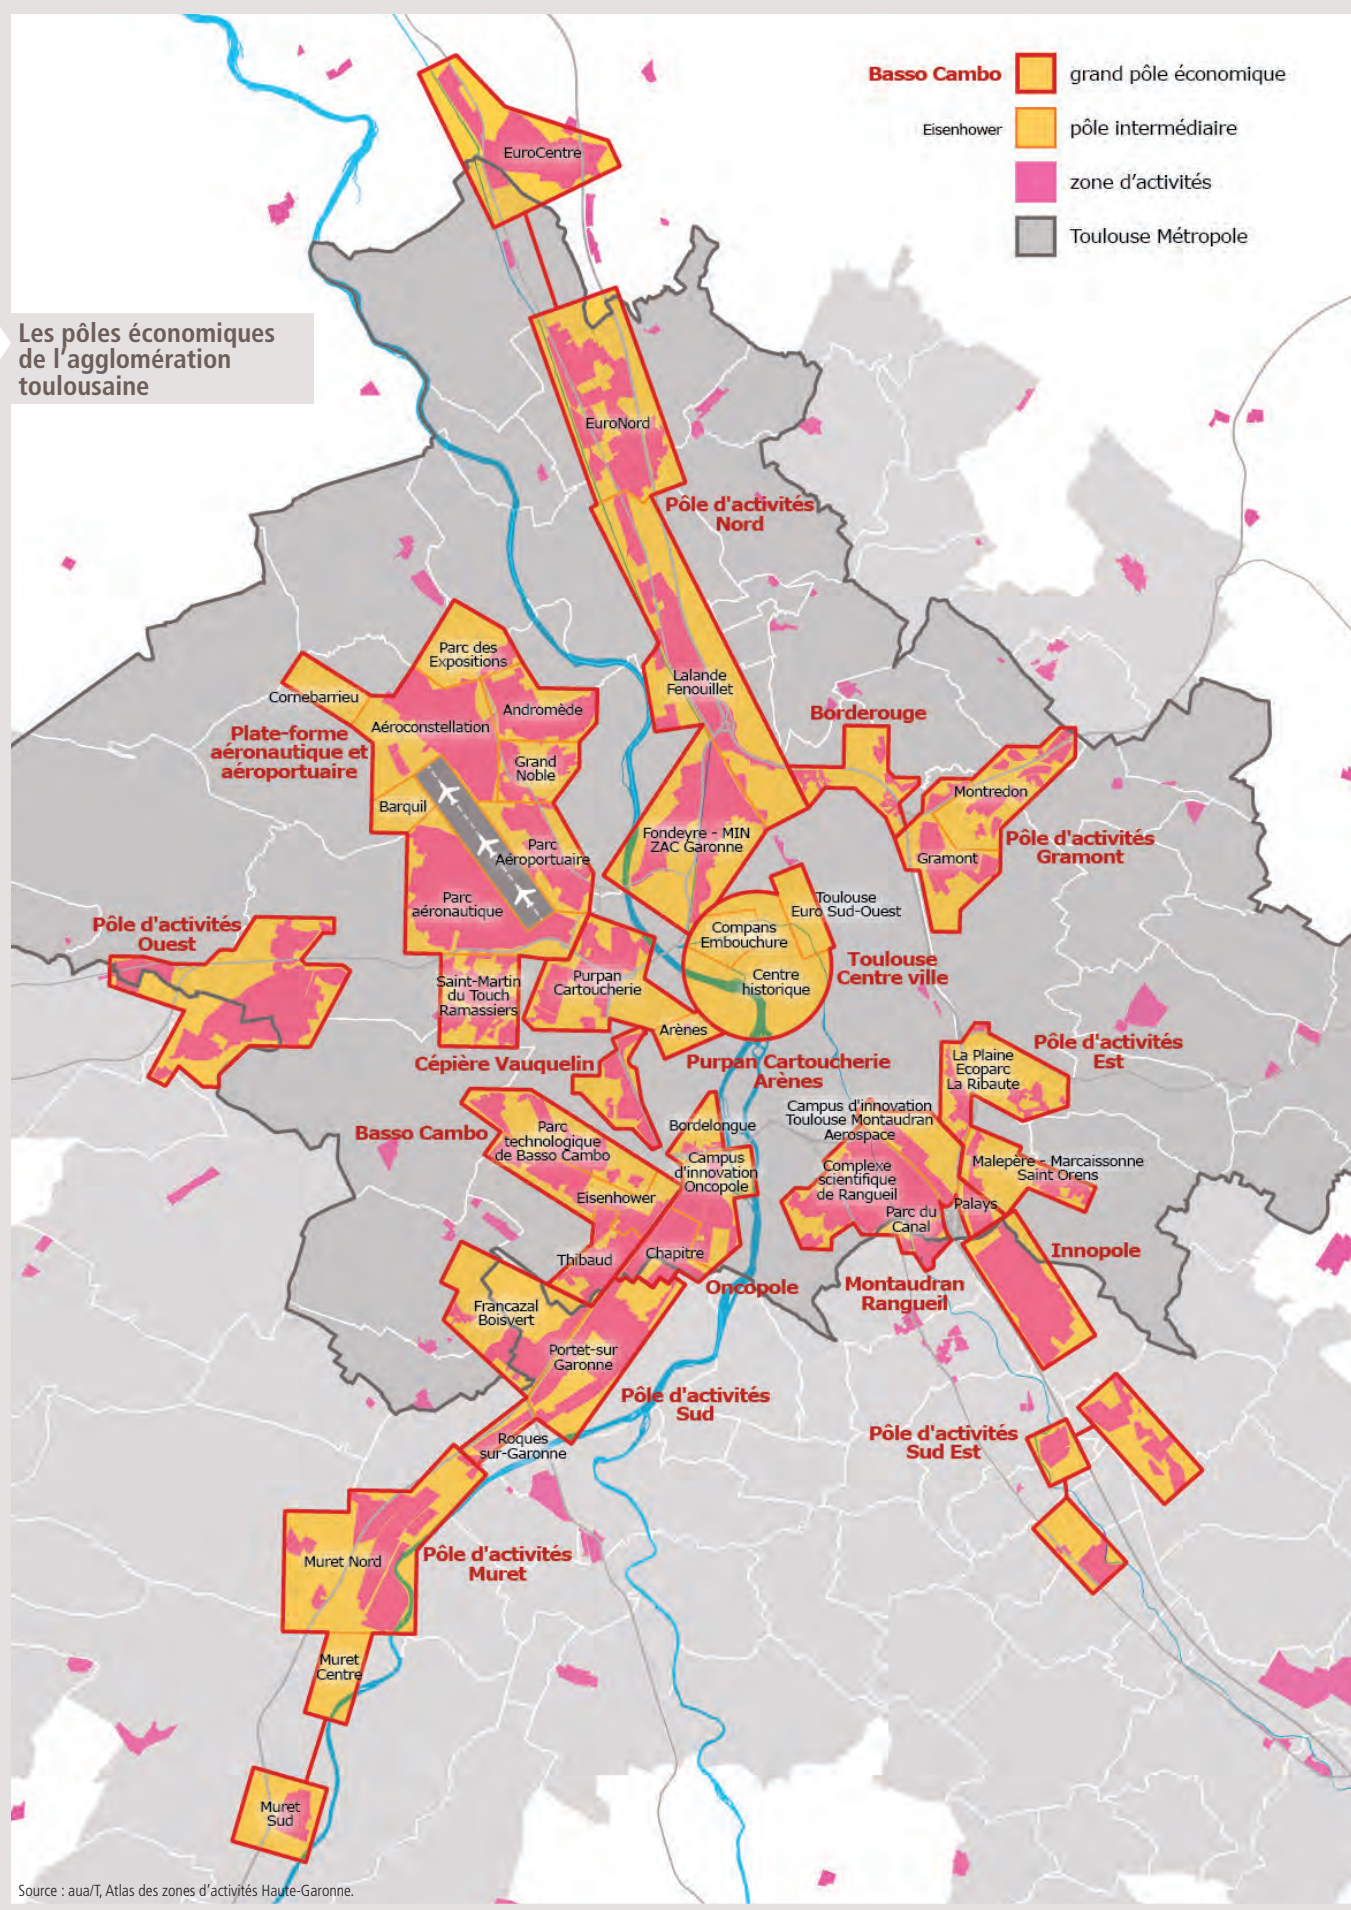 Basso Cambo
grand pôle économique
Eisenhower
pôle intermédiaire
zone d'activités
Toulouse Métropole
Les pôles économiques
de l'agglomération
toulousaine
EuroCentre
EuroNord
Pôle d'activités
Nord
Parc des
Expositions
Cornebarrieu
Lalande
Fenouillet
Andromède
Aéroconstellation
Plate-forme
aéronautique et
aéroportuaire
Borderouge
Grand
Noble
Barquil
Montredon
Fondeyre - MIN
ZAC Garonne
Pôle d'activités
Gramont
Gramont
Parc
Aéroportuaire
Parc
aéronautique
Toulouse
Euro Sud-Ouest
Pôle d'activités
Ouest
Compans
Embouchure
Toulouse
Centre ville
Centre
historique
Saint-Martin
du Touch
Ramassiers
Purpan
Cartoucherie
Arènes
Pôle d'activités
Est
La Plaine
Ecoparc
La Ribaute
Cépière Vauquelin
Purpan Cartoucherie
Arènes
Campus d'innovation
Toulouse Montaudran
Aerospace
Basso Cambo
Parc
technologique
de Basso Cambo
Bordelongue
Campus
d'innovation
Oncopole
Complexe
scientifique
de Rangueil
Malepère - Marcaissonne
Saint Orens
Eisenhower
Palays
Parc du
Canal
Thibaud
Chapitre
Innopole
Oncopole
Montaudran
Rangueil
Francazal
Boisvert
Portet-sur
Garonne
Pôle d'activités
Sud
Pôle d'activités
Sud Est
Roques
sur-Garonne
Muret Nord
Pôle d'activités
Muret
Muret
Centre
Muret
Sud
Source : aua/T, Atlas des zones d'activités Haute-Garonne.